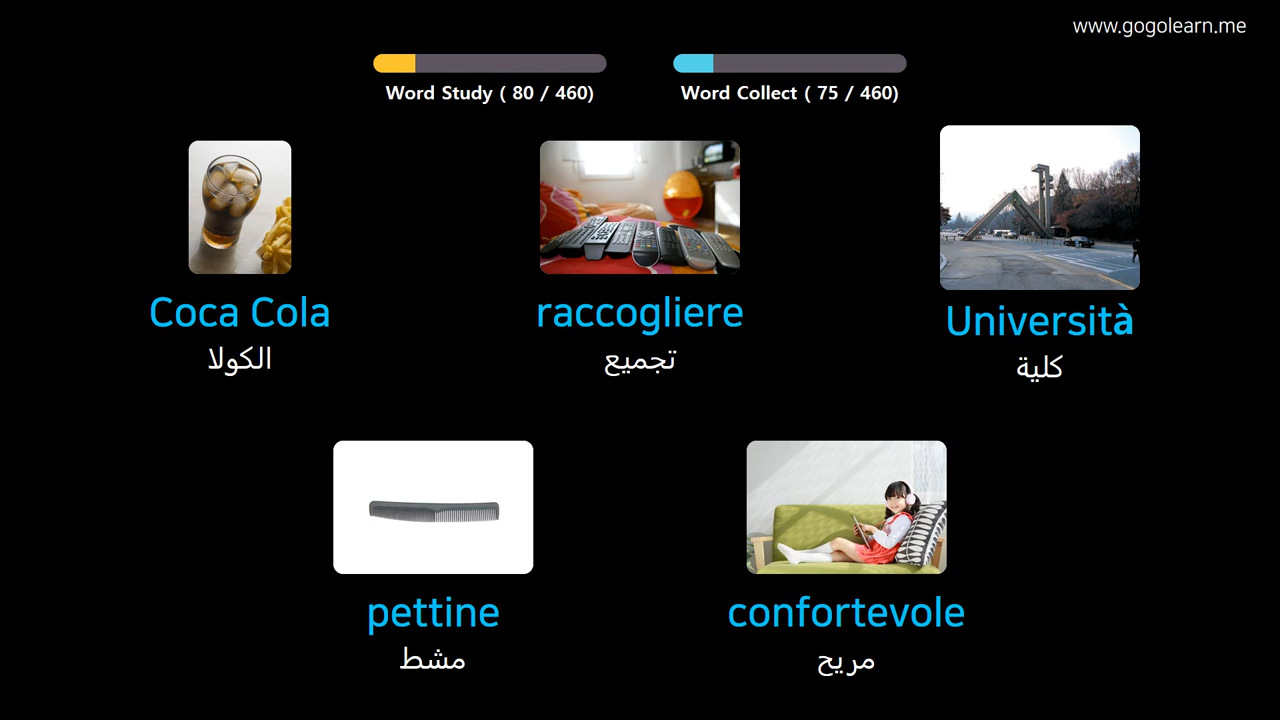 www.gogolearn.me
Word Study ( 80 / 460)
Word Collect ( 75 / 460)
Coca Cola
الكولا
raccogliere
تجميع
Università
كلية
pettine
مشط
confortevole
مريح